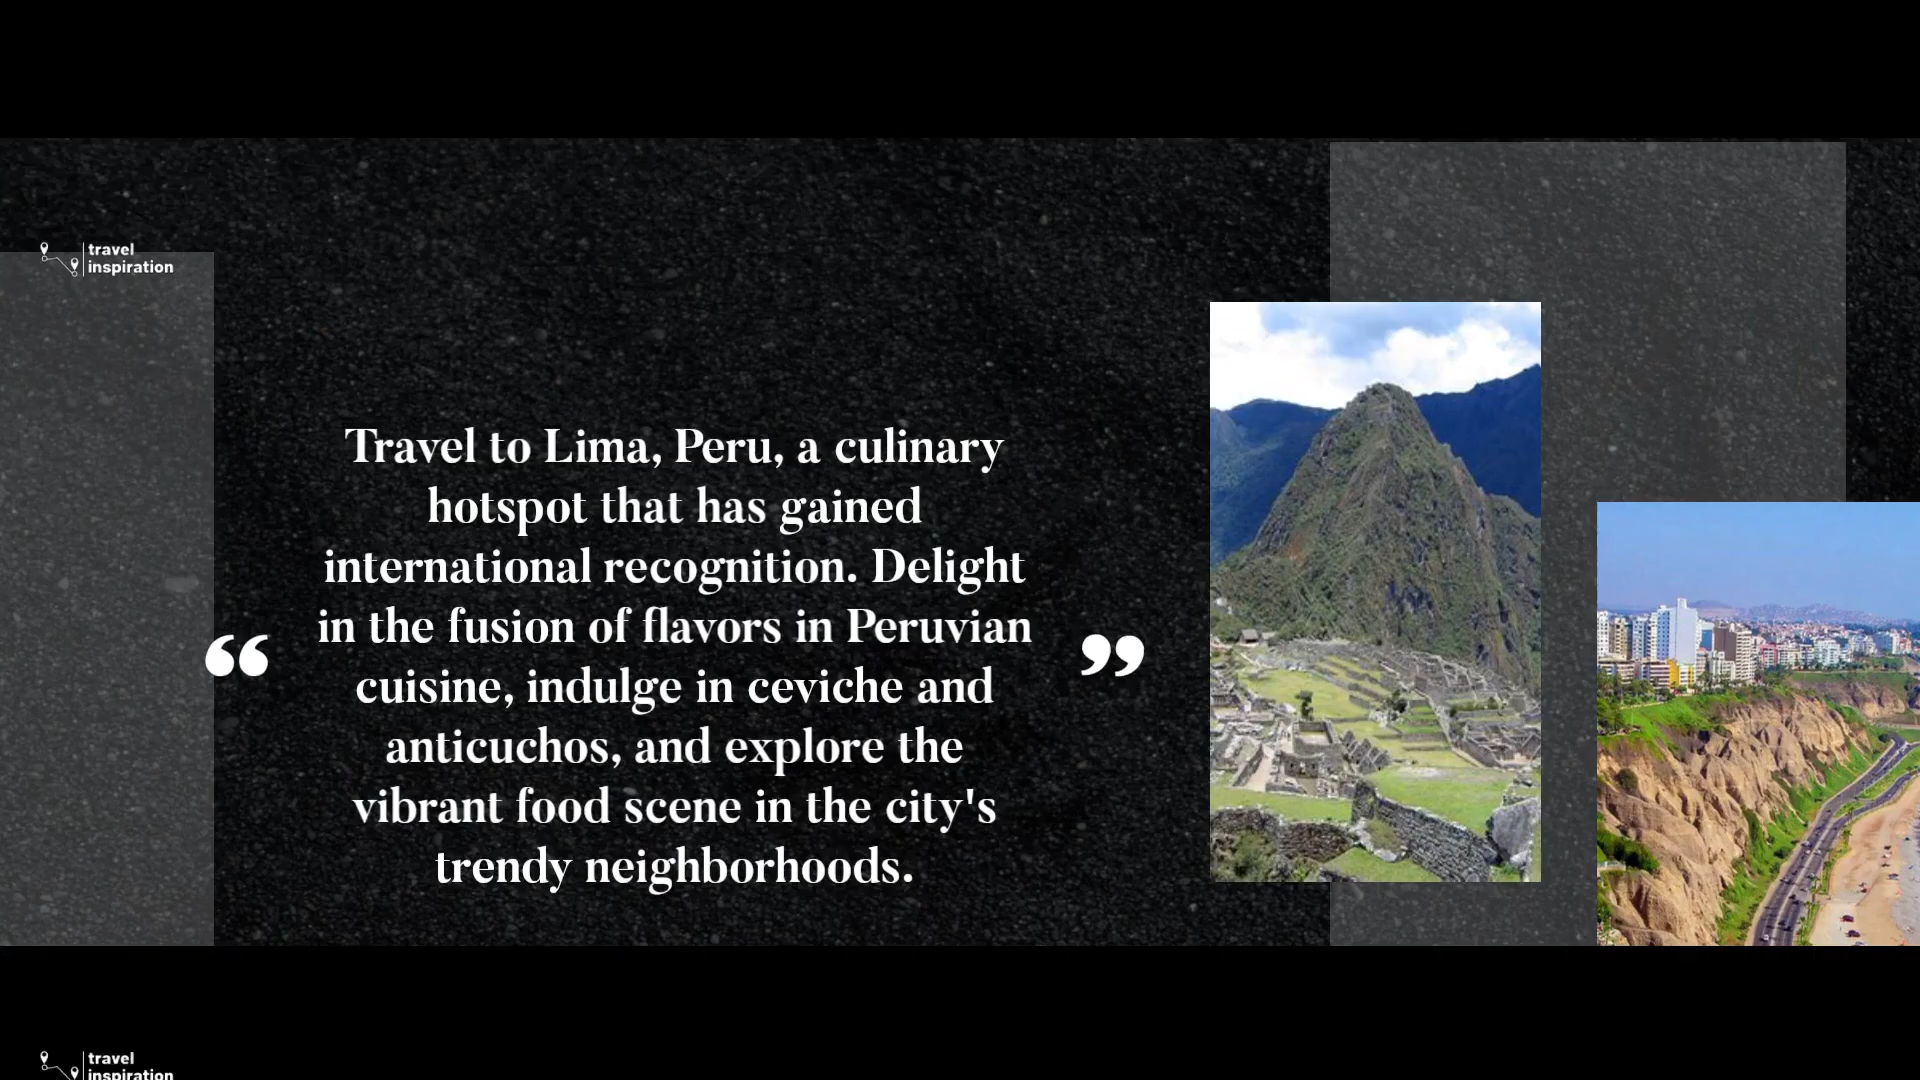 travel
inspiration
Travel to Lima, Peru, a culinary
hotspot that has gained
international recognition. Delight
in the fusion of flavors in Peruvian
“ cuisine, indulge in ceviche and ”
anticuchos, and explore the
vibrant food scene in the city's
trendy neighborhoods.
travel
inspiration